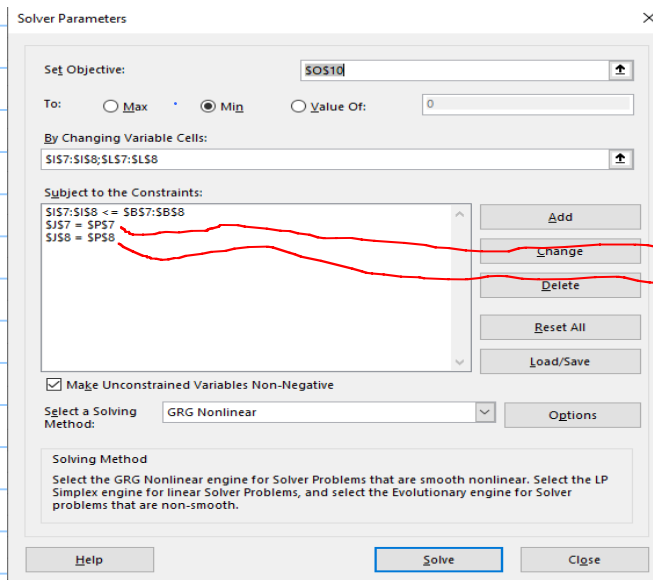 Solver Parameters
Set Objective: $O$10
To: Max Min Value Of: 0
By Changing Variable Cells:
$I$7:$I$8;$L$7:$L$8
Subject to the Constraints:
$I$7:$I$8 <= $B$7:$B$8
$J$7 = $P$7
$J$8 = $P$8
Add
Change
Delete
Reset All
Load/Save
Make Unconstrained Variables Non-Negative
Select a Solving Method: GRG Nonlinear
Options
Solving Method
Select the GRG Nonlinear engine for Solver Problems that are smooth nonlinear. Select the LP
Simplex engine for linear Solver Problems, and select the Evolutionary engine for Solver
problems that are non-smooth.
Help Solve Close